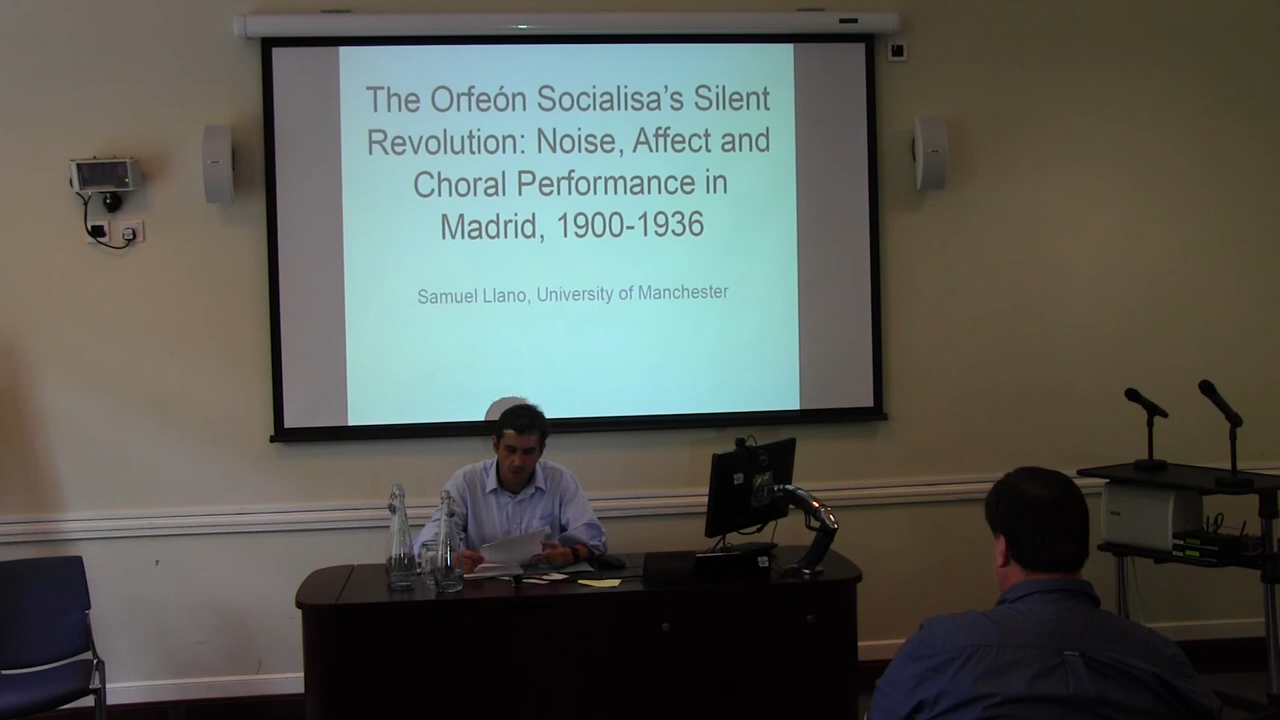 The Orfeón Socialisa's Silent
Revolution: Noise, Affect and
Choral Performance in
Madrid, 1900-1936
Samuel Llano, University of Manchester